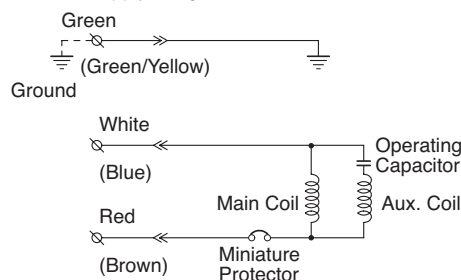 Green
(Green/Yellow)
Ground
White
Operating
Capacitor
(Blue)
Main Coil
Aux. Coil
Red
Miniature
Protector
(Brown)